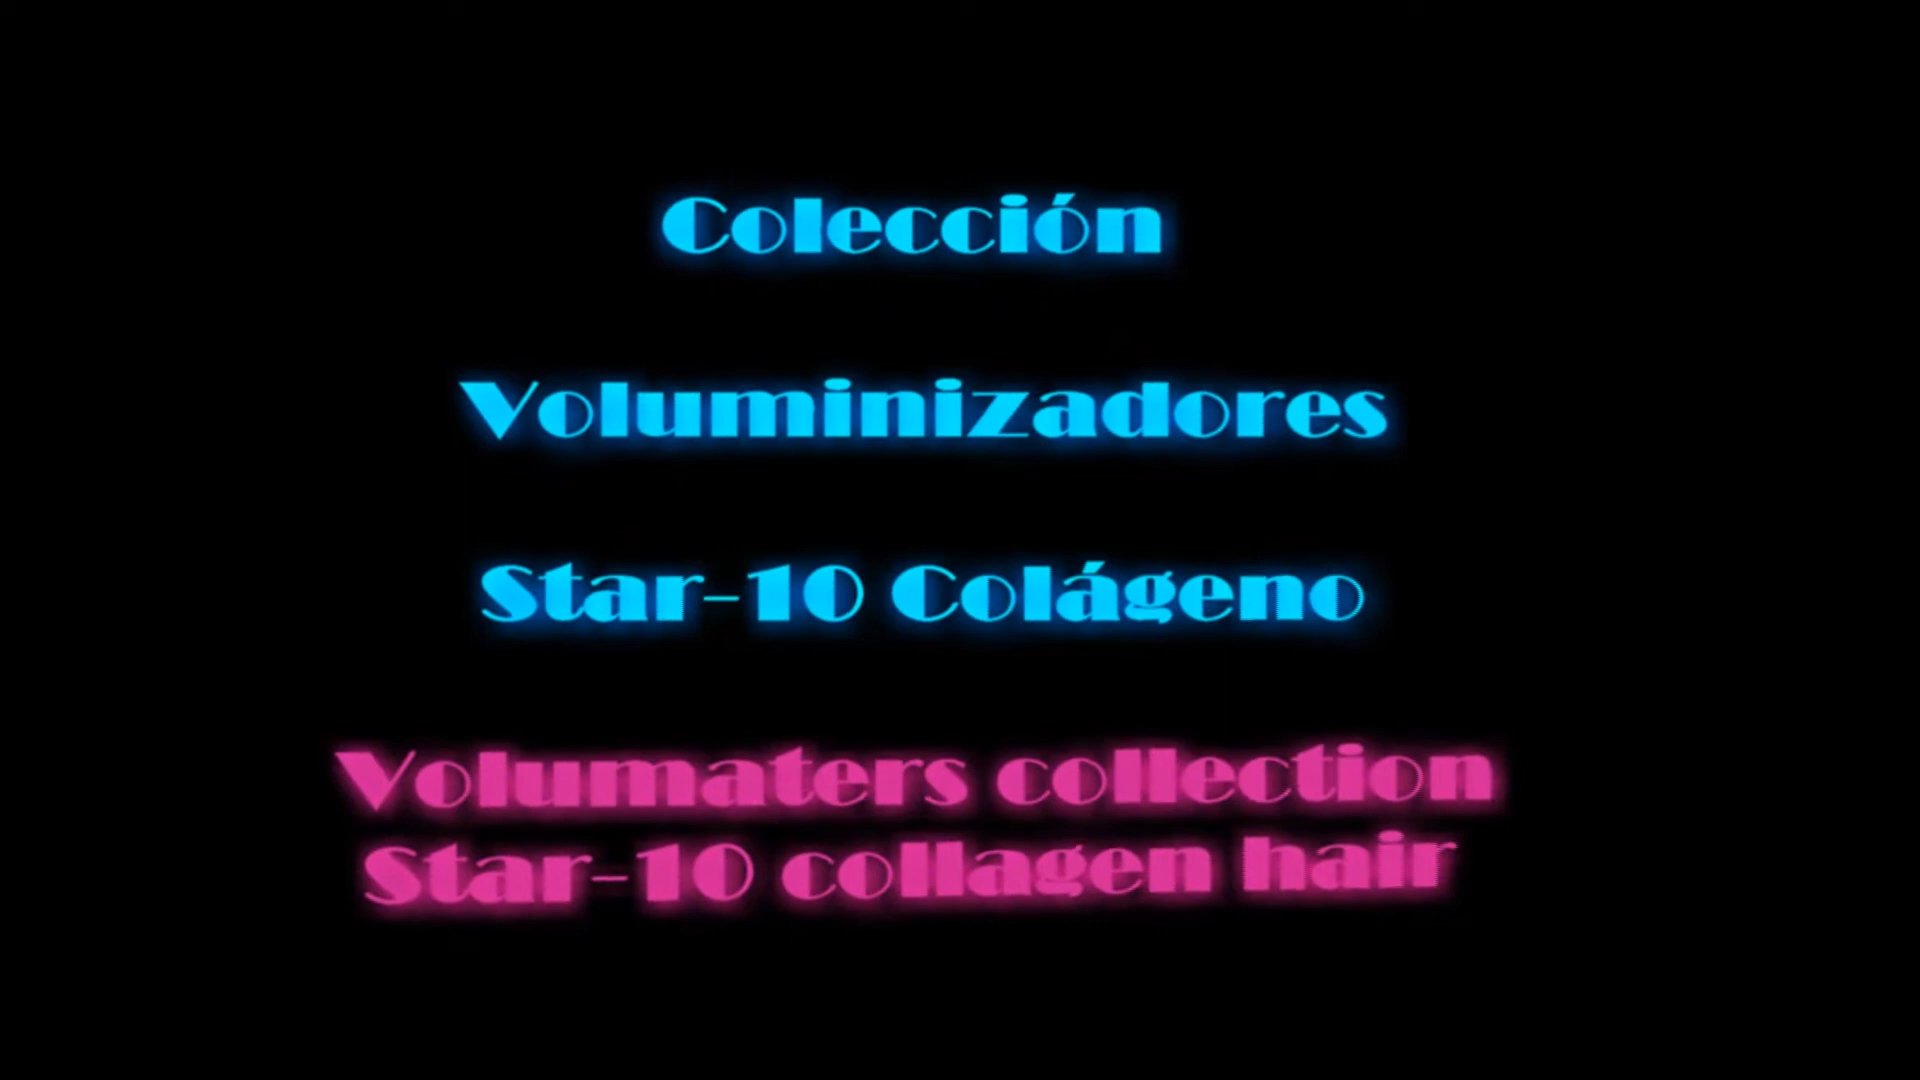 Colección
Voluminizadores
Star-10 Colágeno
Volumaters collection
Star-10 collagen hair